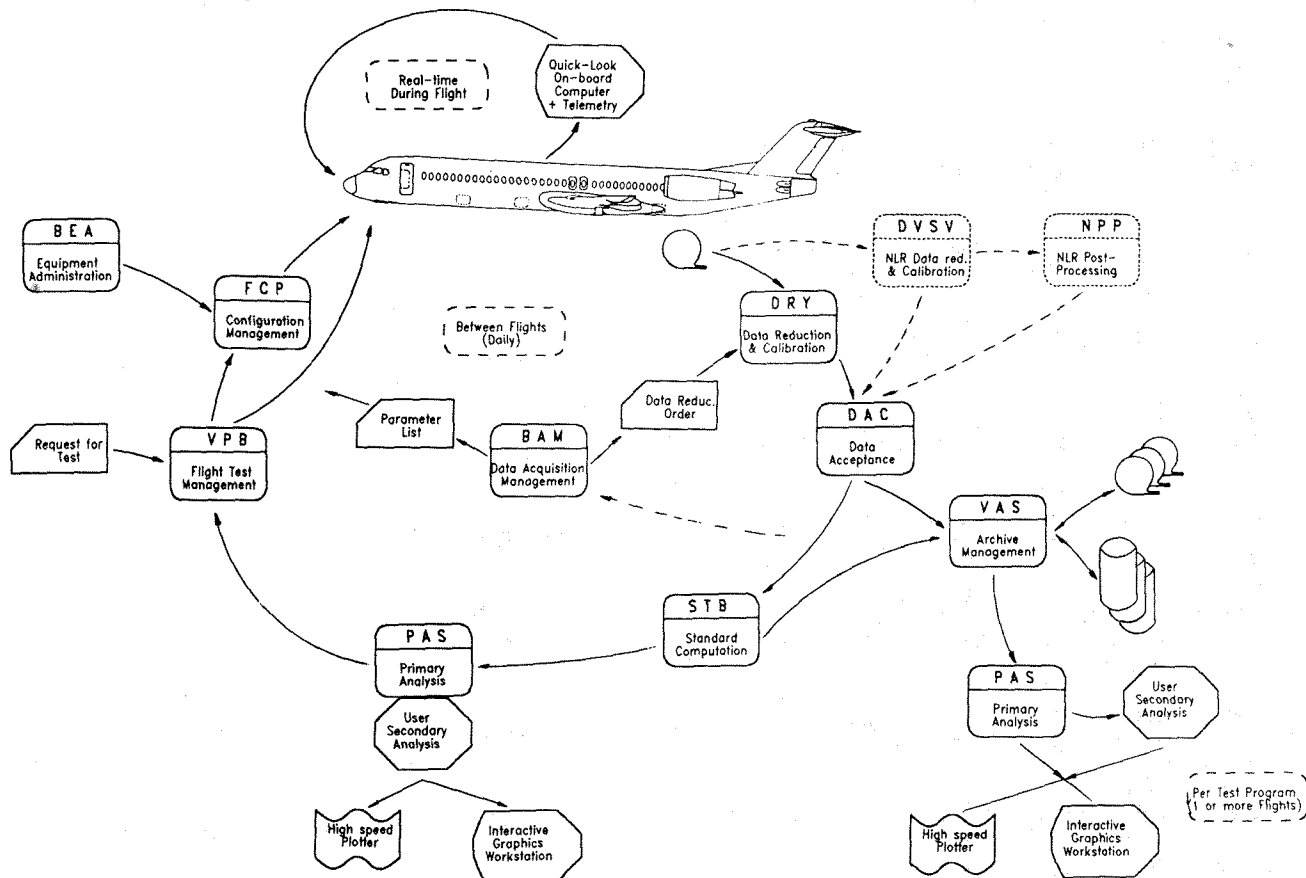 Quick-Look
On-board
Computer
+ Telemetry
Real-time
During Flight
BEA
Equipment
Administration
FCP
Configuration
Management
DVSV
NLR Data red.
& Calibration
NPP
NLR Post-
Processing
DRY
Data Reduction
& Calibration
Between Flights
(Daily)
Request for
Test
VPB
Flight Test
Management
Parameter
List
BAM
Data Acquisition
Management
Data Reduc.
Order
DAC
Data
Acceptance
VAS
Archive
Management
STB
Standard
Computation
PAS
Primary
Analysis
User
Secondary
Analysis
High speed
Plotter
Interactive
Graphics
Workstation
PAS
Primary
Analysis
User
Secondary
Analysis
Per Test Program
(1 or more Flights)
High speed
Plotter
Interactive
Graphics
Workstation